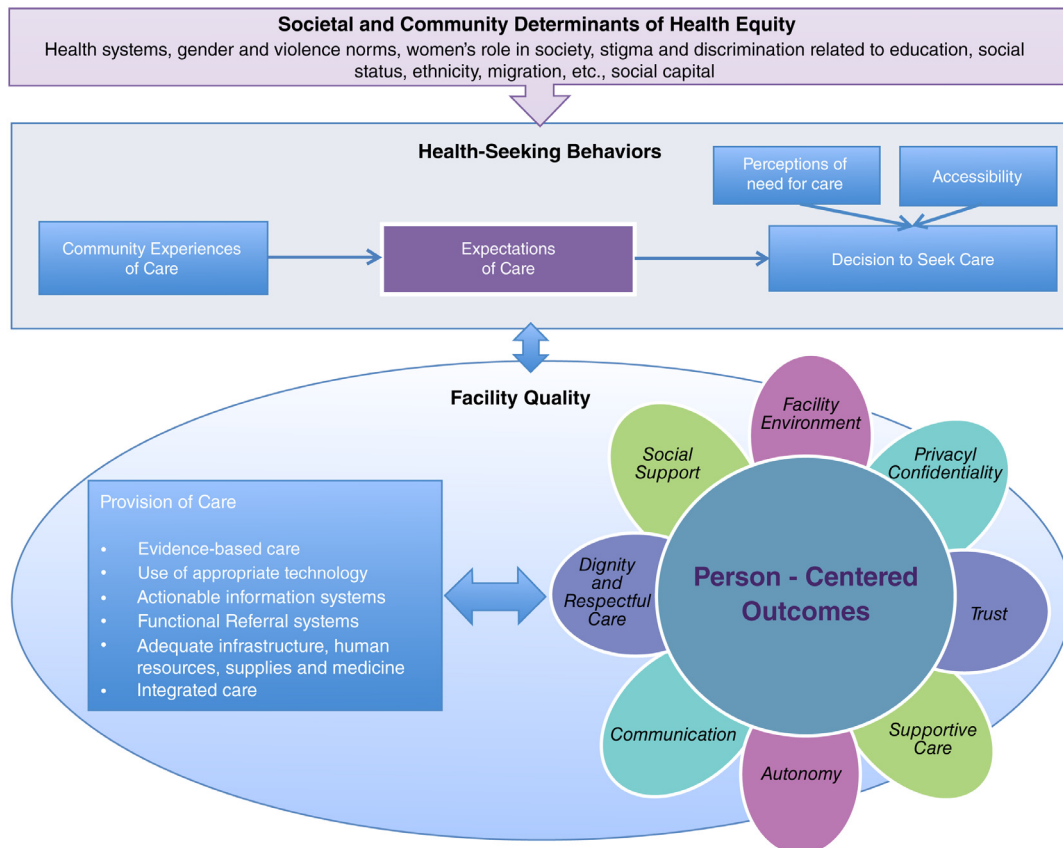 Societal and Community Determinants of Health Equity
Health systems, gender and violence norms, women's role in society, stigma and discrimination related to education, social
status, ethnicity, migration, etc., social capital
Health-Seeking Behaviors
Perceptions of
need for care
Accessibility
Community Experiences
of Care
Expectations
of Care
Decision to Seek Care
Facility Quality
Provision of Care
• Evidence-based care
• Use of appropriate technology
• Actionable information systems
• Functional Referral systems
• Adequate infrastructure, human
resources, supplies and medicine
• Integrated care
Facility
Environment
Social
Support
Privacyl
Confidentiality
Dignity
and
Respectful
Care
Person - Centered
Outcomes
Trust
Communication
Supportive
Care
Autonomy